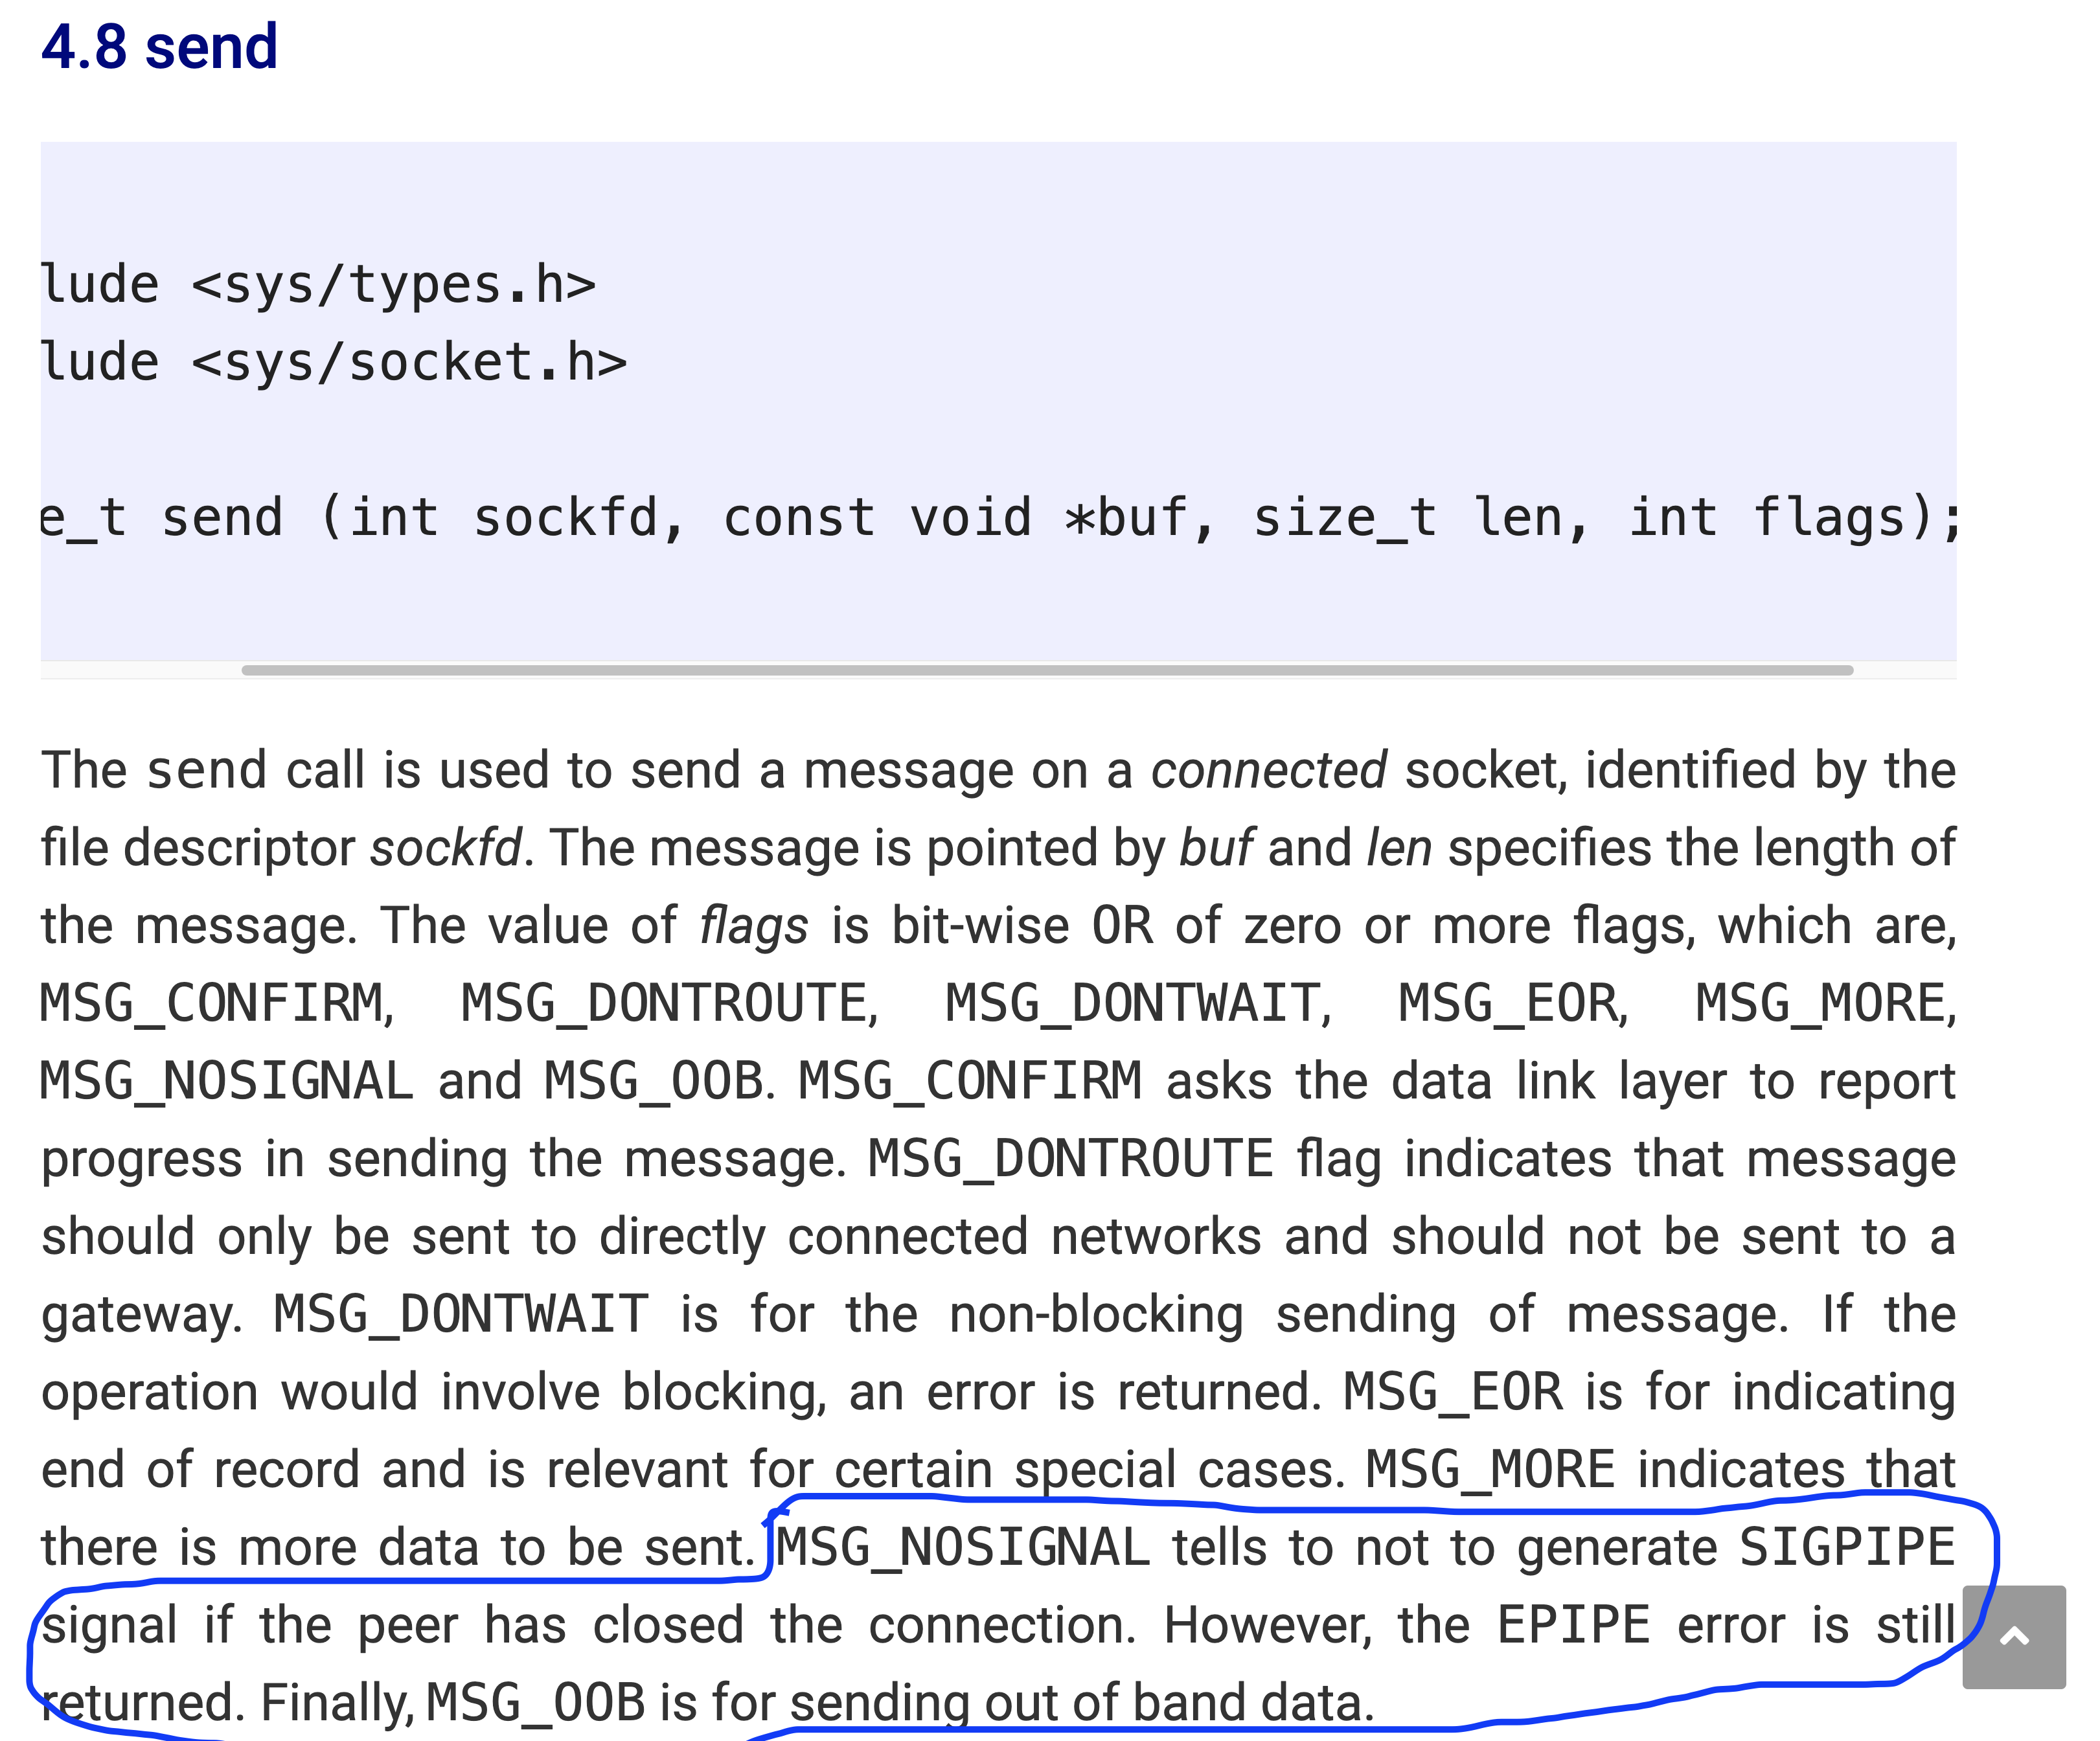 4.8 send
lude <sys/types.h>
lude <sys/socket.h>
e_t send (int sockfd, const void *buf, size_t len, int flags);
The send call is used to send a message on a connected socket, identified by the
file descriptor sockfd. The message is pointed by buf and len specifies the length of
the message. The value of flags is bit-wise OR of zero or more flags, which are,
MSG_CONFIRM, MSG_DONTROUTE, MSG_DONTWAIT, MSG_EOR, MSG_MORE,
MSG_NOSIGNAL and MSG_OOB. MSG_CONFIRM asks the data link layer to report
progress in sending the message. MSG_DONTROUTE flag indicates that message
should only be sent to directly connected networks and should not be sent to a
gateway. MSG_DONTWAIT is for the non-blocking sending of message. If the
operation would involve blocking, an error is returned. MSG_EOR is for indicating
end of record and is relevant for certain special cases. MSG_MORE indicates that
there is more data to be sent. MSG_NOSIGNAL tells to not to generate SIGPIPE
signal if the peer has closed the connection. However, the EPIPE error is still
returned. Finally, MSG_OOB is for sending out of band data.